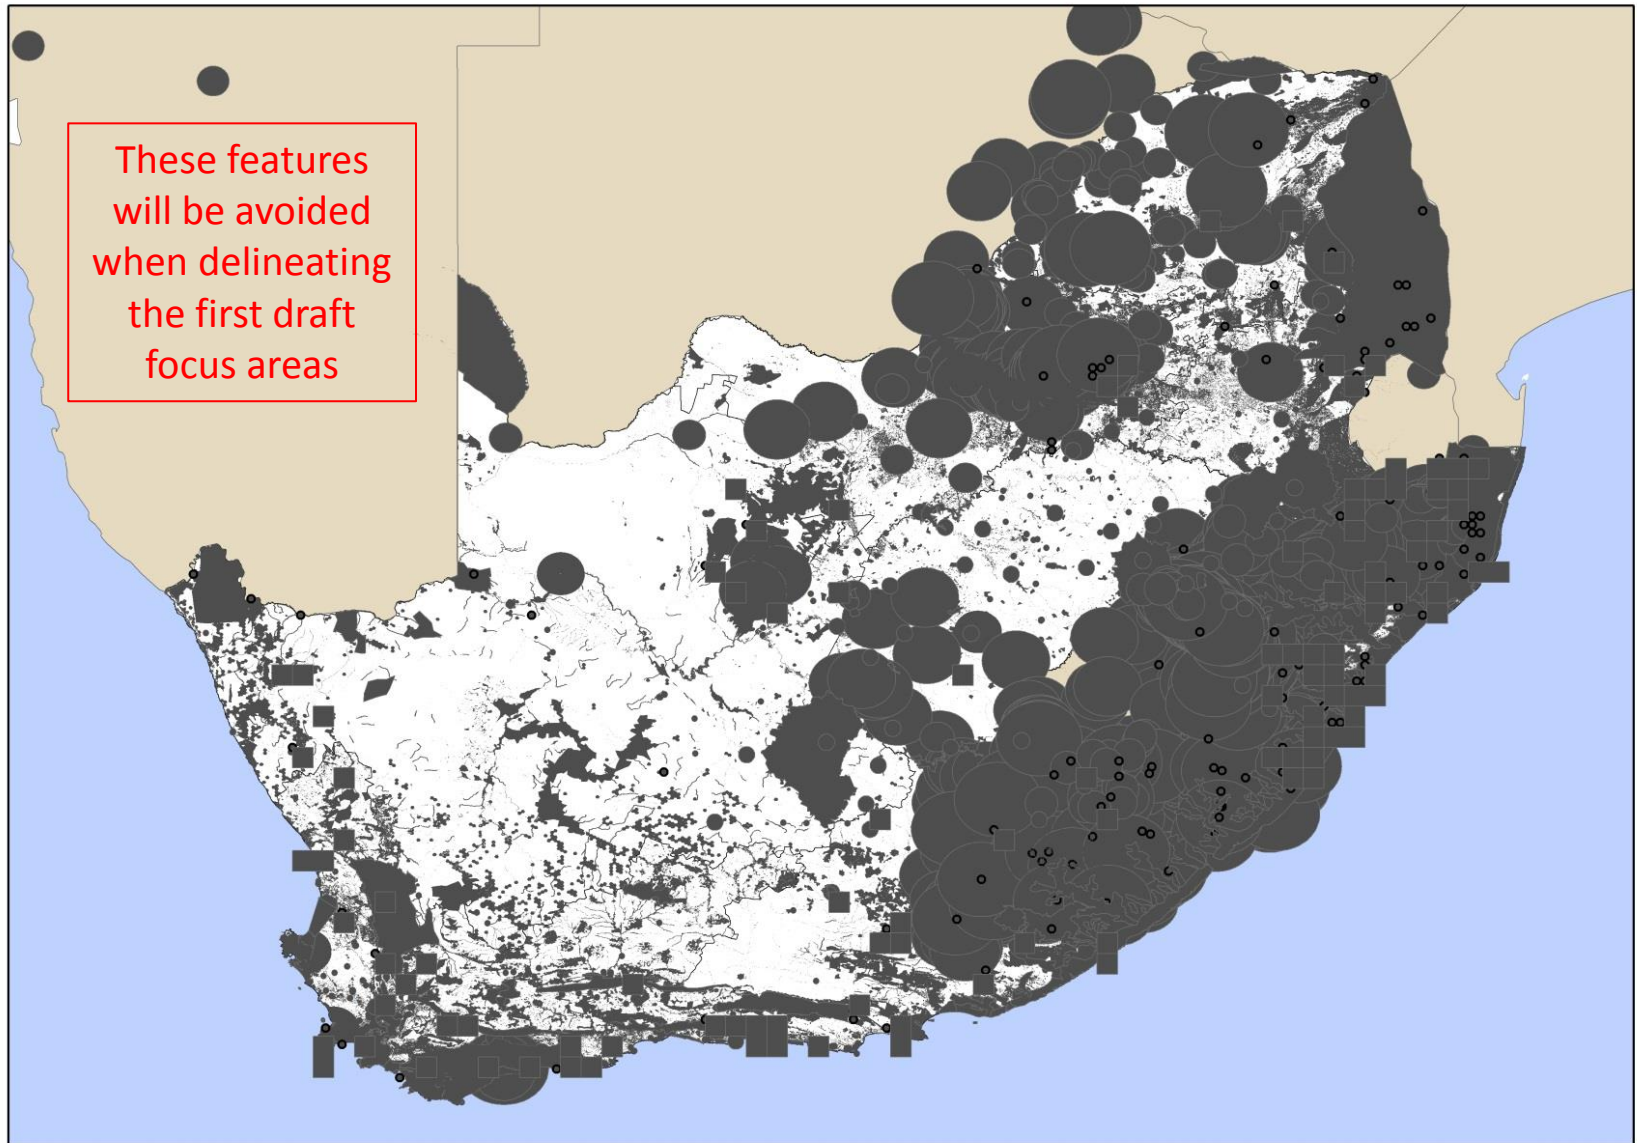 These features
will be avoided
when delineating
the first draft
focus areas